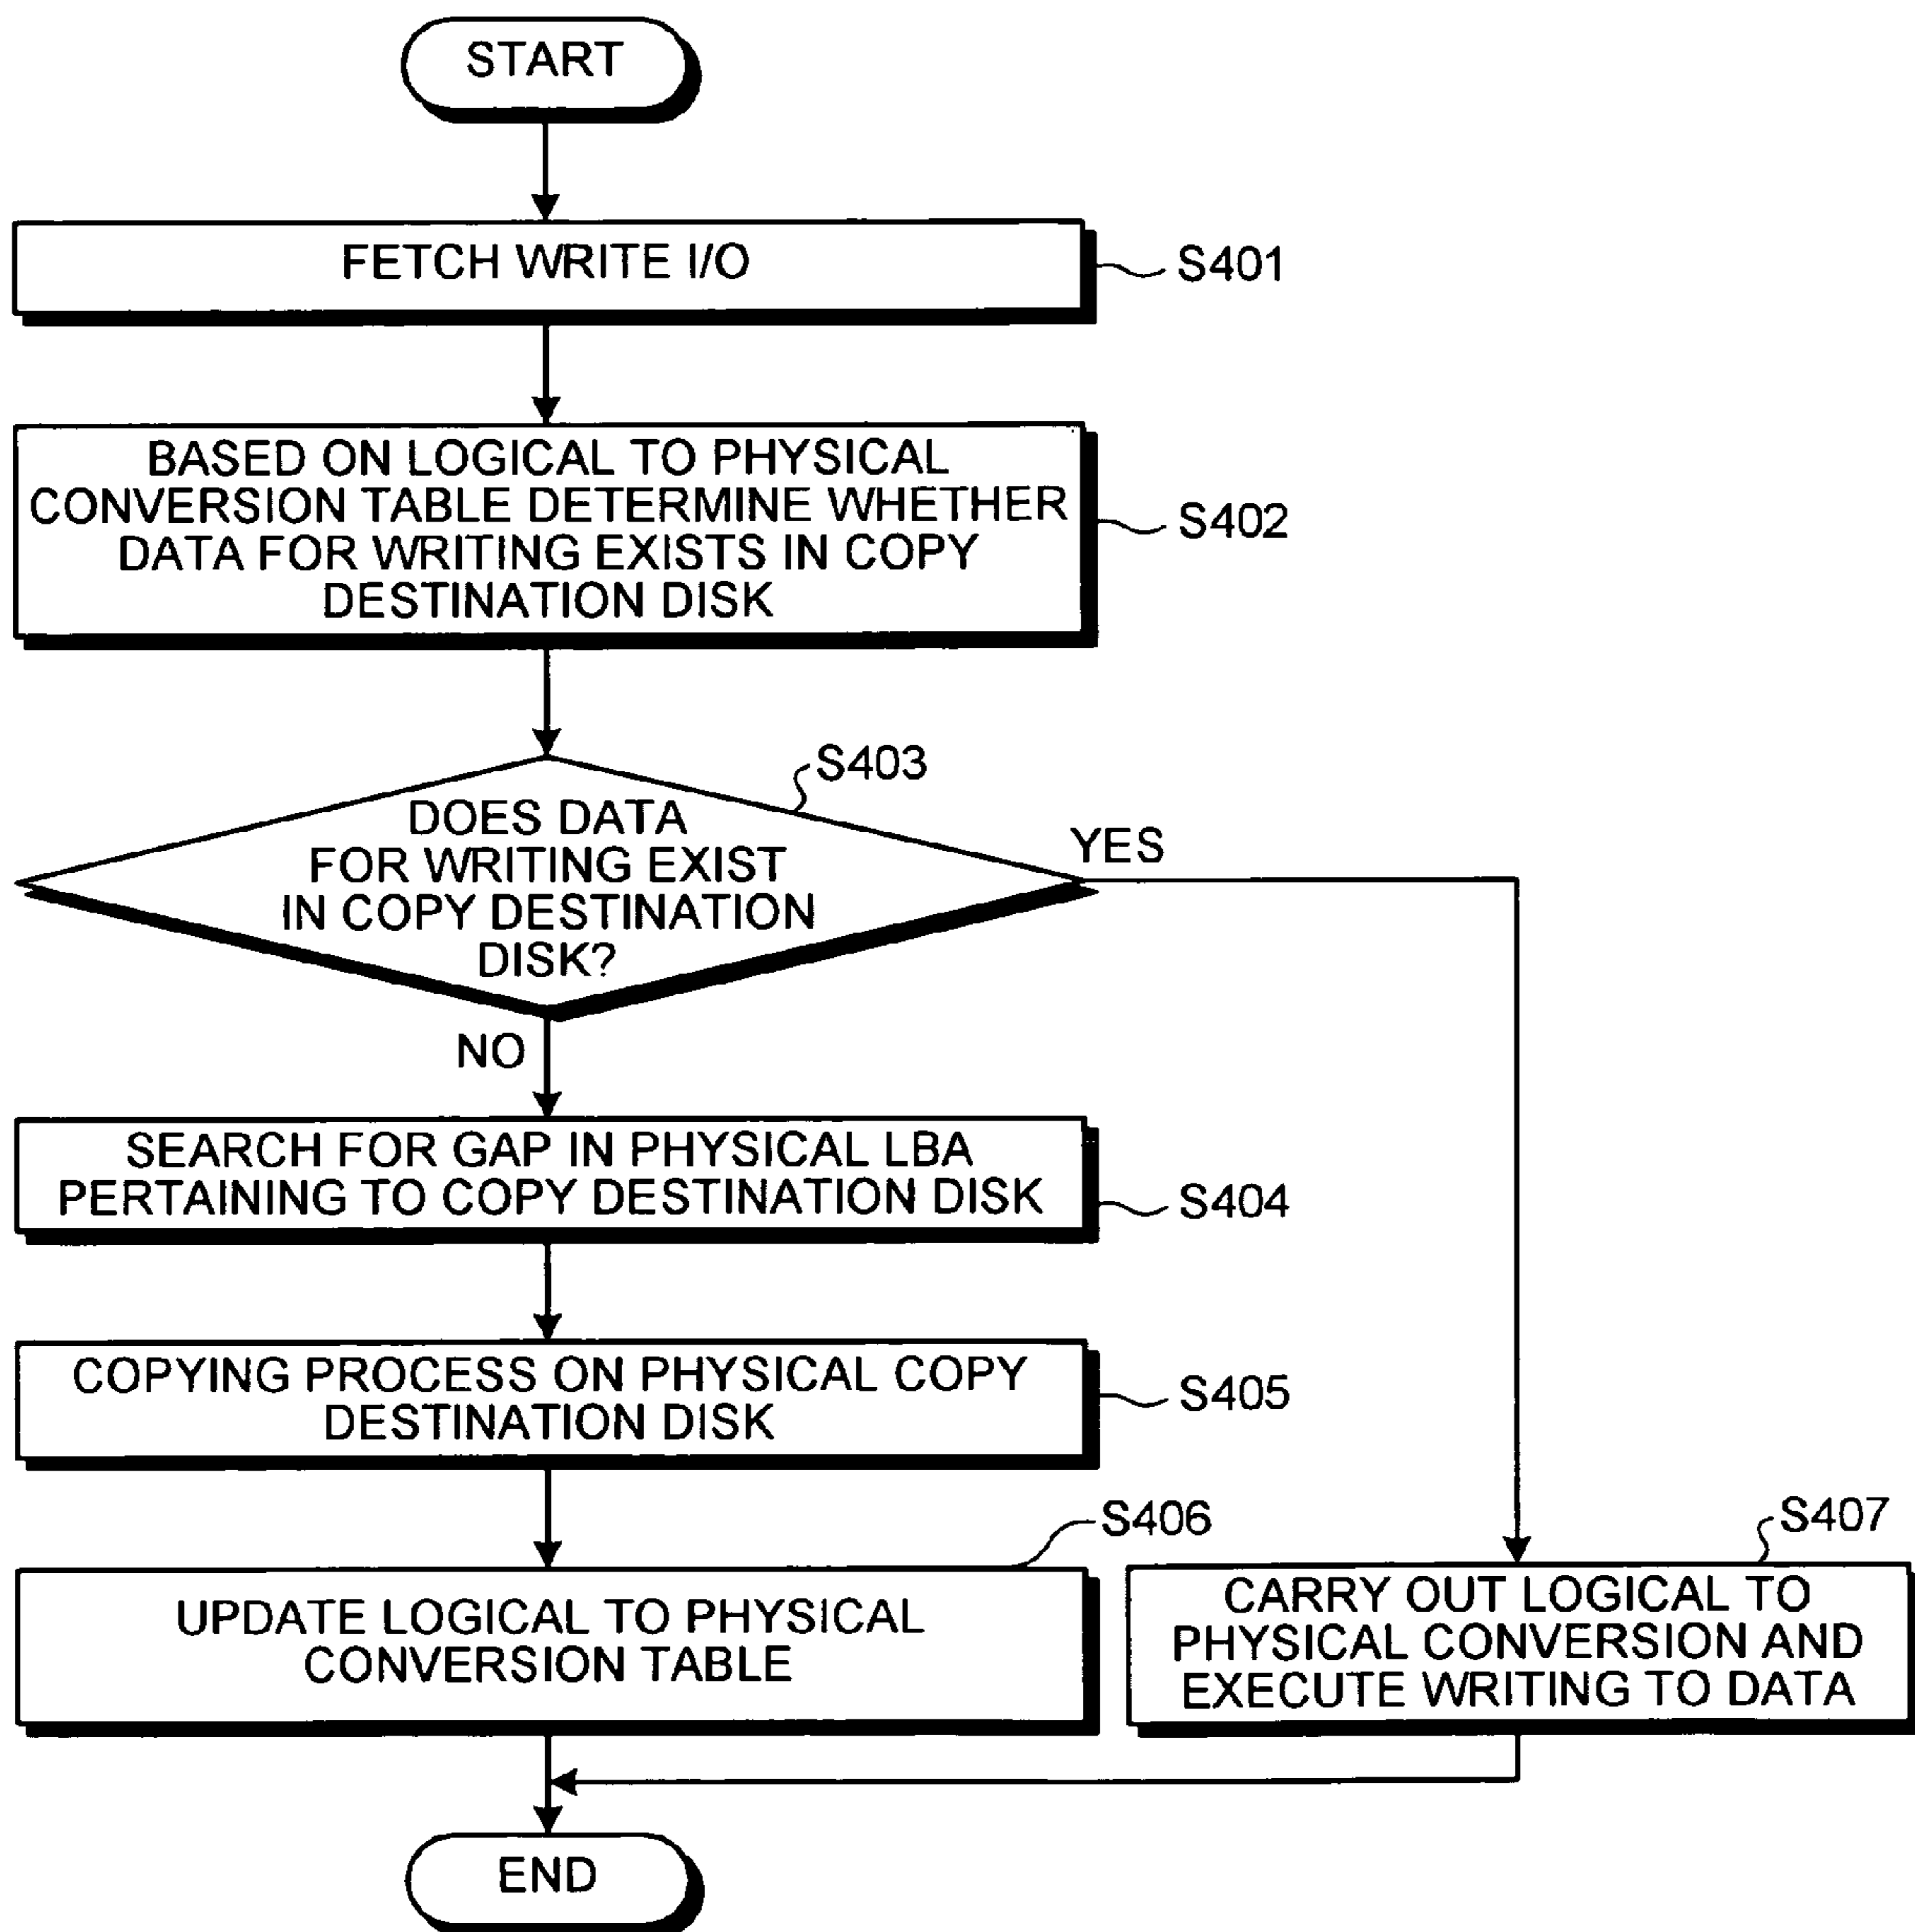 START
FETCH WRITE I/O
S401
BASED ON LOGICAL TO PHYSICAL
CONVERSION TABLE DETERMINE WHETHER
DATA FOR WRITING EXISTS IN COPY
DESTINATION DISK
S402
S403
DOES DATA
FOR WRITING EXIST
IN COPY DESTINATION
DISK?
YES
NO
SEARCH FOR GAP IN PHYSICAL LBA
PERTAINING TO COPY DESTINATION DISK
S404
COPYING PROCESS ON PHYSICAL COPY
DESTINATION DISK
S405
S406
UPDATE LOGICAL TO PHYSICAL
CONVERSION TABLE
S407
CARRY OUT LOGICAL TO
PHYSICAL CONVERSION AND
EXECUTE WRITING TO DATA
END